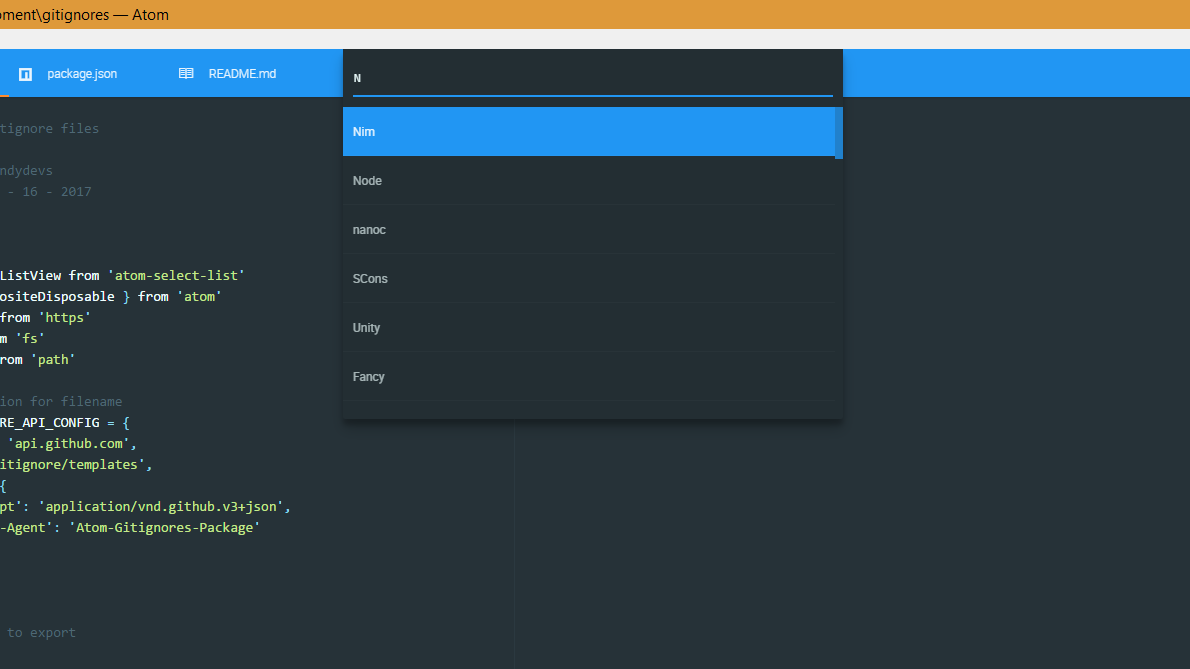 pment\gitignores — Atom
package.json
README.md
N
Nim
Node
nanoc
SCons
Unity
Fancy
tignore files
ndydevs
- 16 - 2017
ListView from 'atom-select-list'
ositeDisposable } from 'atom'
from 'https'
m 'fs'
rom 'path'
ion for filename
RE_API_CONFIG = {
'api.github.com',
itignore/templates',
{
pt': 'application/vnd.github.v3+json',
-Agent': 'Atom-Gitignores-Package'
to export